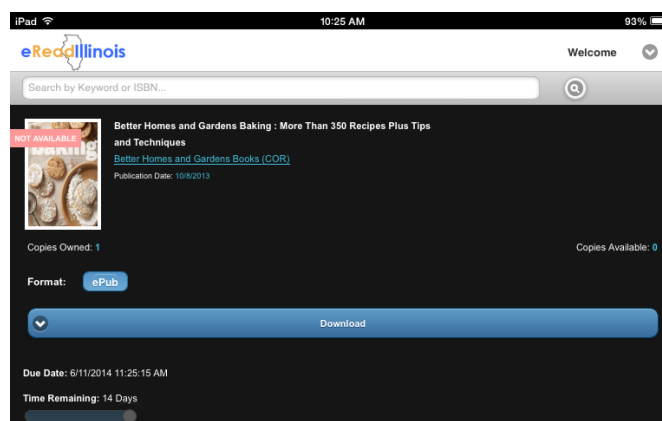 iPad 10:25 AM 93%
eReadIllinois Welcome
Search by Keyword or ISBN...
NOT AVAILABLE
baking
Better Homes and Gardens Baking : More Than 350 Recipes Plus Tips
and Techniques
Better Homes and Gardens Books (COR)
Publication Date: 10/8/2013
Copies Owned: 1 Copies Available: 0
Format: ePub
Download
Due Date: 6/11/2014 11:25:15 AM
Time Remaining: 14 Days